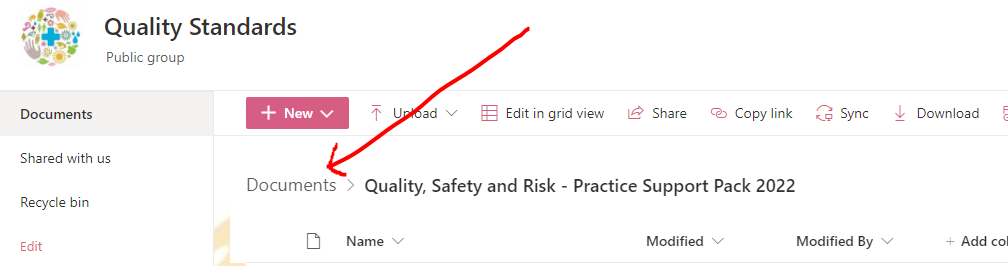 Quality Standards
Public group
Documents
Shared with us
Recycle bin
Edit
+ New
Upload
Edit in grid view
Share
Copy link
Sync
Download
Documents > Quality, Safety and Risk - Practice Support Pack 2022
Name
Modified
Modified By
+ Add col